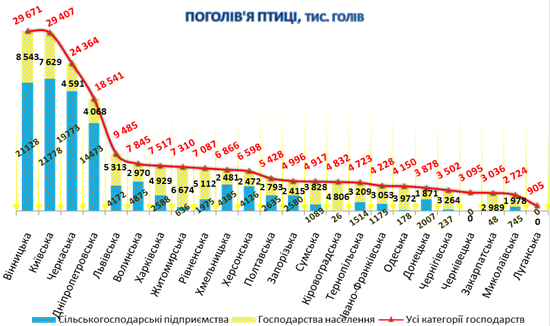 ПОГОЛІВ'Я ПТИЦІ, ТИС. ГОЛІВ
29 671
29 407
24 364
18 541
9 485
7 845
7 517
7 310
7 087
6 866
6 598
5 428
4 996
4 917
4 832
4 723
4 228
4 150
3 878
3 502
3 095
3 036
2 724
905
8 543
7 629
4 591
4 068
5 313
2 970
4 929
6 674
5 112
2 481
2 472
2 793
2 415
3 828
4 806
3 209
3 053
3 972
1 871
3 264
0
2 989
1 978
0
21128
21778
19773
14473
4172
4875
2588
636
1975
4385
4126
2635
2580
1089
26
1514
1175
178
2007
237
0
48
745
0
Вінницька
Київська
Черкаська
Дніпропетровська
Львівська
Волинська
Харківська
Житомирська
Рівненська
Хмельницька
Херсонська
Полтавська
Запорізька
Сумська
Кіровоградська
Тернопільська
Івано-Франківська
Одеська
Донецька
Чернігівська
Чернівецька
Закарпатська
Миколаївська
Луганська
Сільськогосподарські підприємства
Господарства населення
Усі категорії господарств